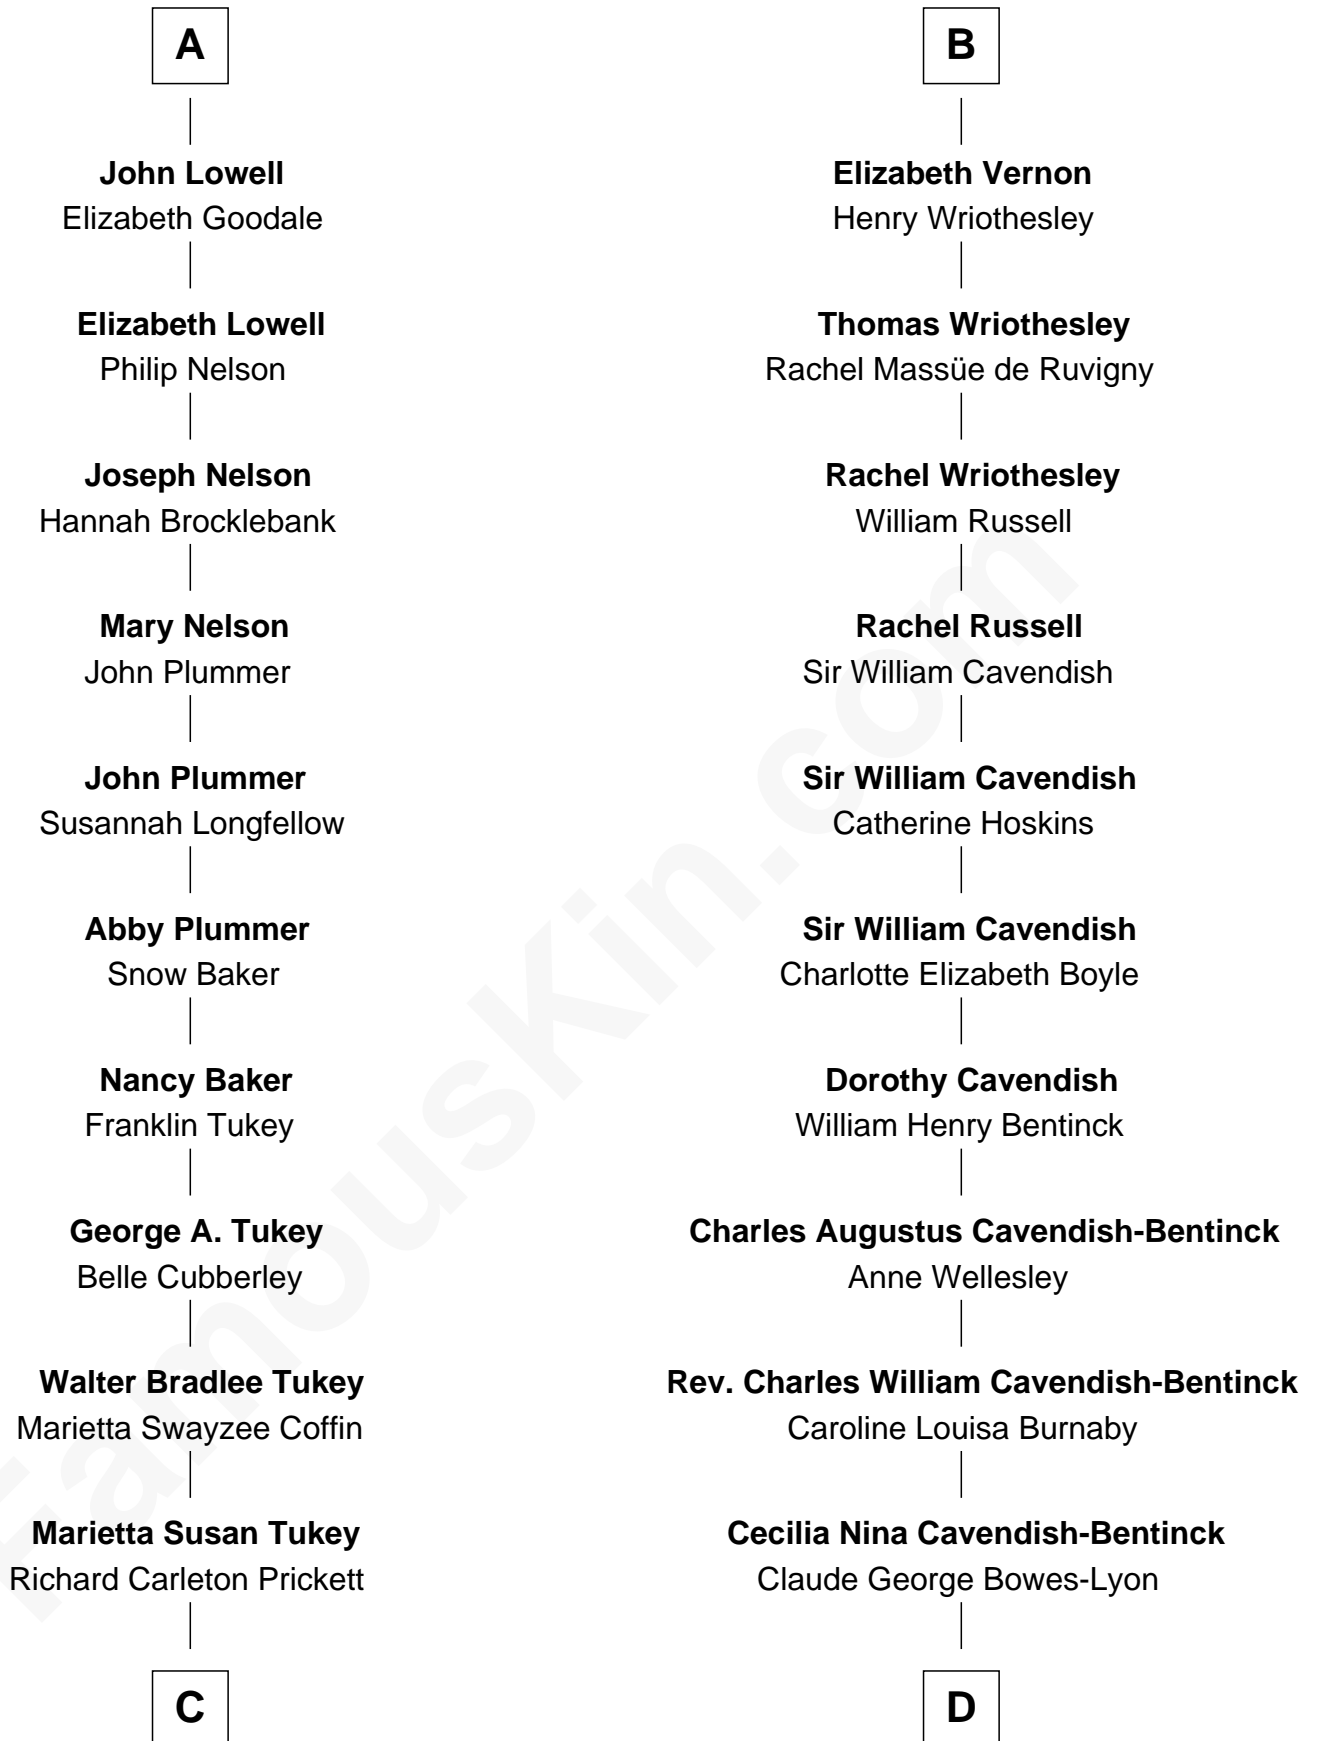 A
John Lowell
Elizabeth Goodale
Elizabeth Lowell
Philip Nelson
Joseph Nelson
Hannah Brocklebank
Mary Nelson
John Plummer
John Plummer
Susannah Longfellow
Abby Plummer
Snow Baker
Nancy Baker
Franklin Tukey
George A. Tukey
Belle Cubberley
Walter Bradlee Tukey
Marietta Swayzee Coffin
Marietta Susan Tukey
Richard Carleton Prickett
C
B
Elizabeth Vernon
Henry Wriothesley
Thomas Wriothesley
Rachel Massüe de Ruvigny
Rachel Wriothesley
William Russell
Rachel Russell
Sir William Cavendish
Sir William Cavendish
Catherine Hoskins
Sir William Cavendish
Charlotte Elizabeth Boyle
Dorothy Cavendish
William Henry Bentinck
Charles Augustus Cavendish-Bentinck
Anne Wellesley
Rev. Charles William Cavendish-Bentinck
Caroline Louisa Burnaby
Cecilia Nina Cavendish-Bentinck
Claude George Bowes-Lyon
D
FamousKin.com